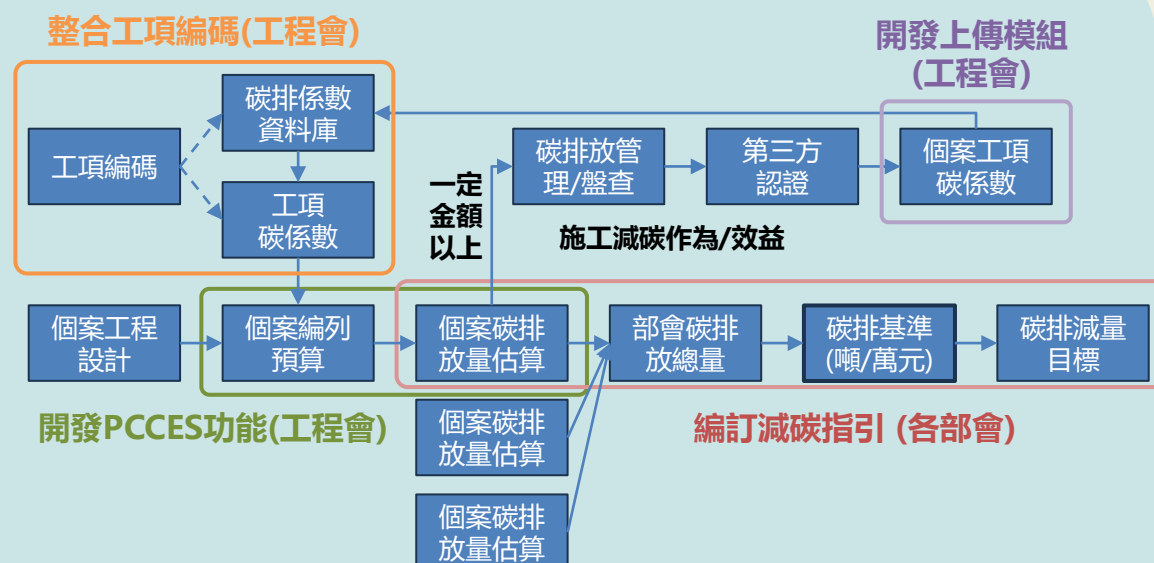 整合工項編碼(工程會)
開發上傳模組
(工程會)
工項編碼
碳排係數
資料庫
工項
碳係數
一定
金額
以上
碳排放管
理/盤查
第三方
認證
個案工項
碳係數
施工減碳作為/效益
個案工程
設計
個案編列
預算
個案碳排
放量估算
部會碳排
放總量
碳排基準
(噸/萬元)
碳排減量
目標
開發PCCES功能(工程會)
個案碳排
放量估算
編訂減碳指引 (各部會)
個案碳排
放量估算